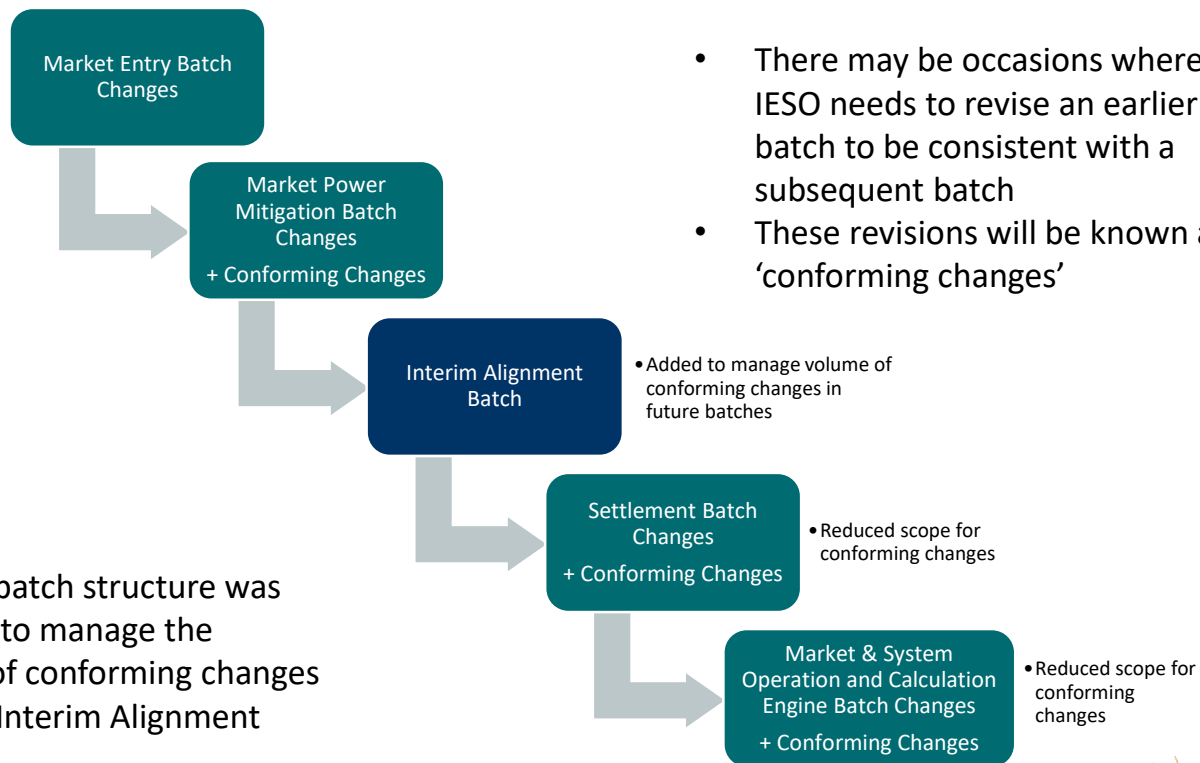 Market Entry Batch
Changes
• There may be occasions where
IESO needs to revise an earlier
batch to be consistent with a
subsequent batch
• These revisions will be known
'conforming changes'
Market Power
Mitigation Batch
Changes
+ Conforming Changes
Interim Alignment
Batch
• Added to manage volume of
conforming changes in
future batches
Settlement Batch
Changes
+ Conforming Changes
• Reduced scope for
conforming changes
batch structure was
to manage the
of conforming changes
Interim Alignment
Market & System
Operation and Calculation
Engine Batch Changes
+ Conforming Changes
• Reduced scope for
conforming
changes